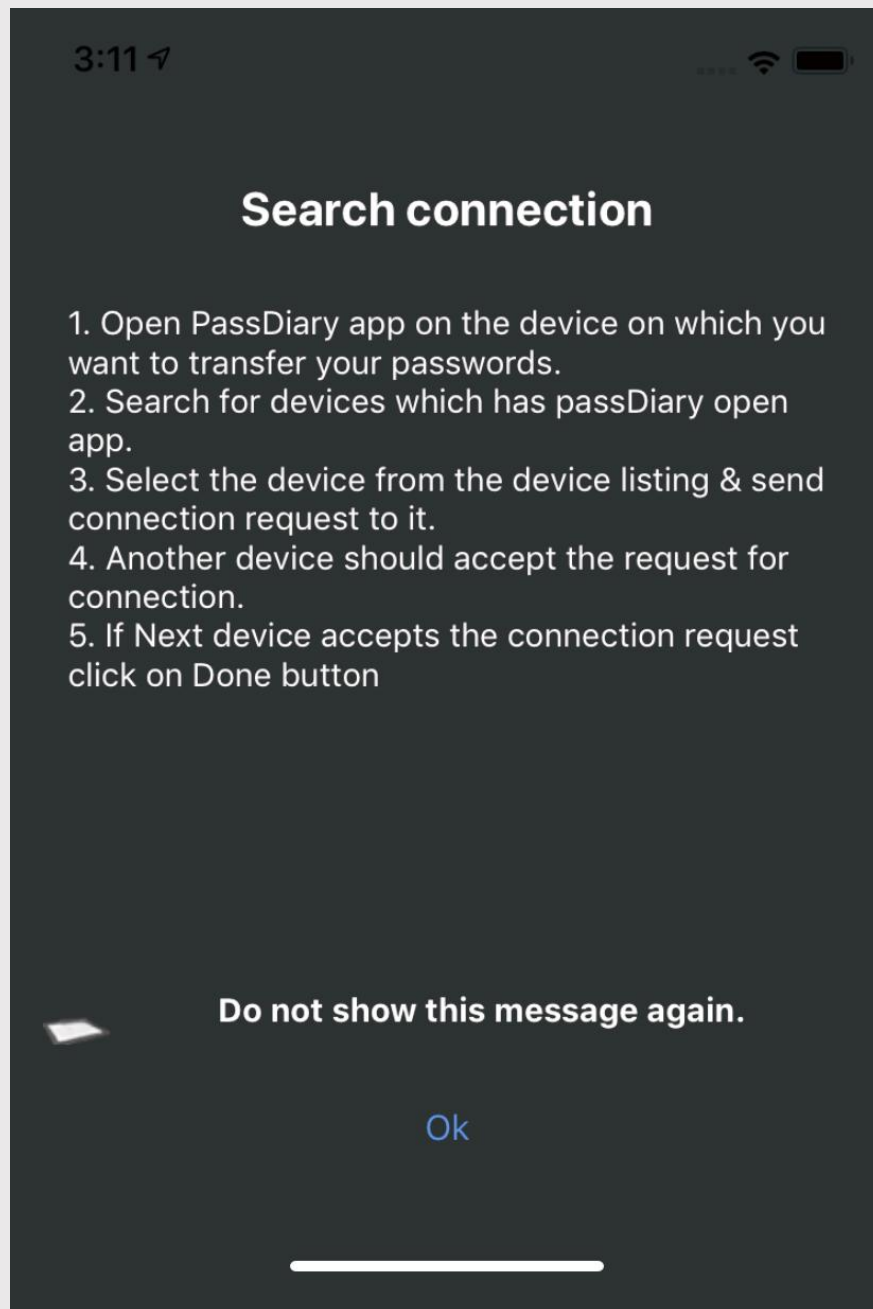 3:11
Search connection
1. Open PassDiary app on the device on which you
want to transfer your passwords.
2. Search for devices which has passDiary open
app.
3. Select the device from the device listing & send
connection request to it.
4. Another device should accept the request for
connection.
5. If Next device accepts the connection request
click on Done button
Do not show this message again.
Ok